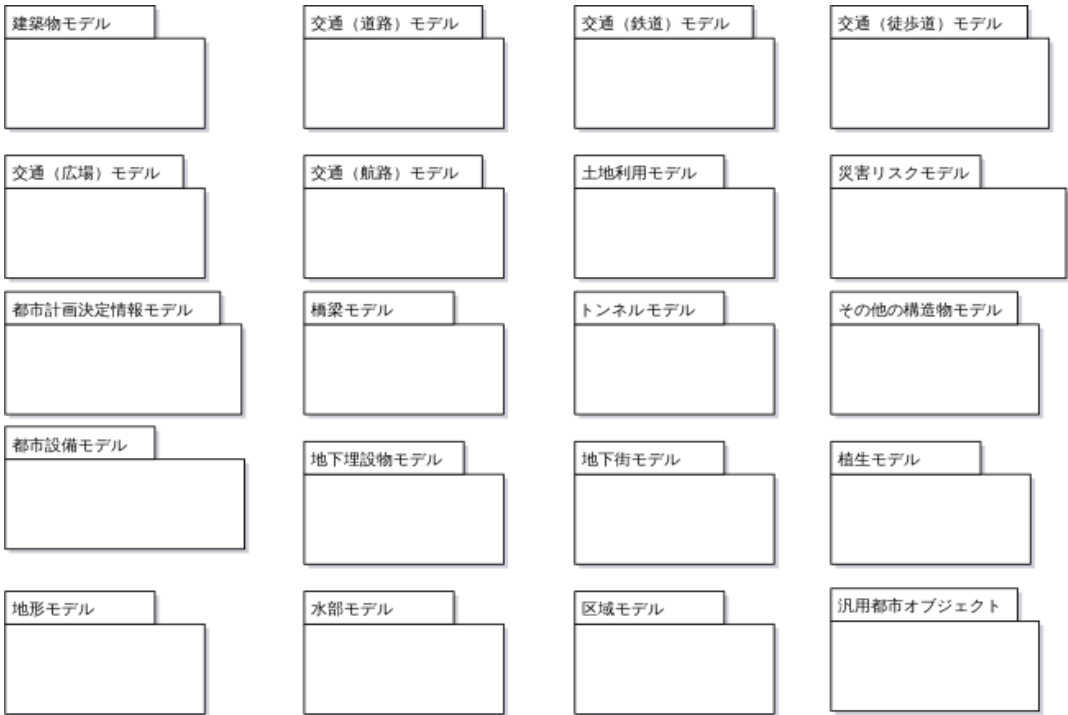 建築物モデル
交通（道路）モデル
交通（鉄道）モデル
交通（徒歩道）モデル
交通（広場）モデル
交通（航路）モデル
土地利用モデル
災害リスクモデル
都市計画決定情報モデル
橋梁モデル
トンネルモデル
その他の構造物モデル
都市設備モデル
地下埋設物モデル
地下街モデル
植生モデル
地形モデル
水部モデル
区域モデル
汎用都市オブジェクト